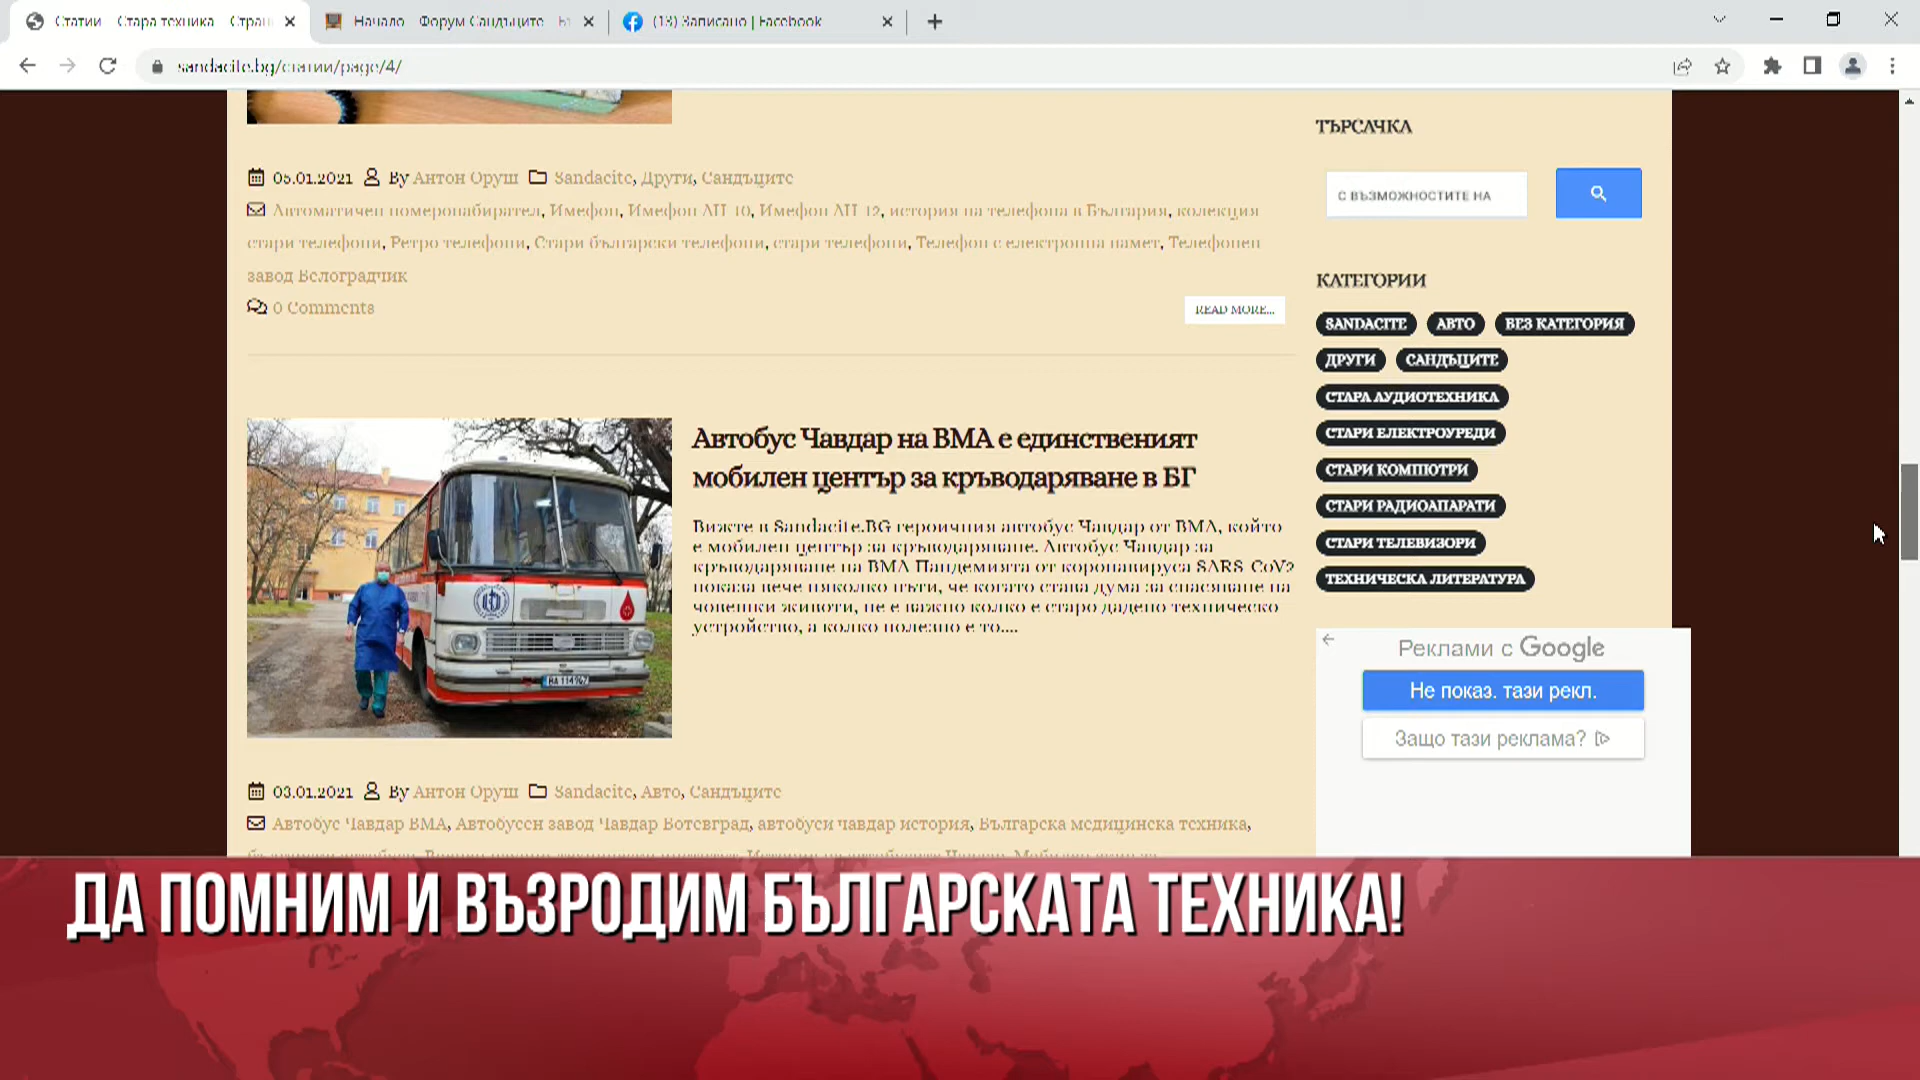 Статии - Стара техника - Стран
Начало - Форум Сандъците - Бъ
(13) Записано | Facebook
sandacite.bg/статии/page/4/
05.01.2021 By Антон Оруш Sandacite, Други, Сандъците
Автоматичен номеронабирател, Имефон, Имефон АН-10, Имефон АН-12, история на телефона в България, колекция
стари телефони, Ретро телефони, Стари български телефони, стари телефони, Телефон с електронна памет, Телефонен
завод Белоградчик
0 Comments
READ MORE...
Автобус Чавдар на ВМА е единственият
мобилен център за кръводаряване в БГ
Вижте в Sandacite.BG героичния автобус Чавдар от ВМА, който
е мобилен център за кръводаряване. Автобус Чавдар за
кръводаряване на ВМА Пандемията от коронавируса SARS-CoV2
показа вече няколко пъти, че когато става дума за спасяване на
човешки животи, не е важно колко е старо дадено техническо
устройство, а колко полезно е то....
ВА 114967
03.01.2021 By Антон Оруш Sandacite, Авто, Сандъците
Автобус Чавдар ВМА, Автобусен завод Чавдар Ботевград, автобуси чавдар история, Българска медицинска техника,
ТЪРСАЧКА
С ВЪЗМОЖНОСТИТЕ НА
КАТЕГОРИИ
SANDACITE АВТО БЕЗ КАТЕГОРИЯ
ДРУГИ САНДЪЦИТЕ
СТАРА АУДИОТЕХНИКА
СТАРИ ЕЛЕКТРОУРЕДИ
СТАРИ КОМПЮТРИ
СТАРИ РАДИОАПАРАТИ
СТАРИ ТЕЛЕВИЗОРИ
ТЕХНИЧЕСКА ЛИТЕРАТУРА
Реклами с Google
Не показ. тази рекл.
Защо тази реклама?
ДА ПОМНИМ И ВЪЗРОДИМ БЪЛГАРСКАТА ТЕХНИКА!